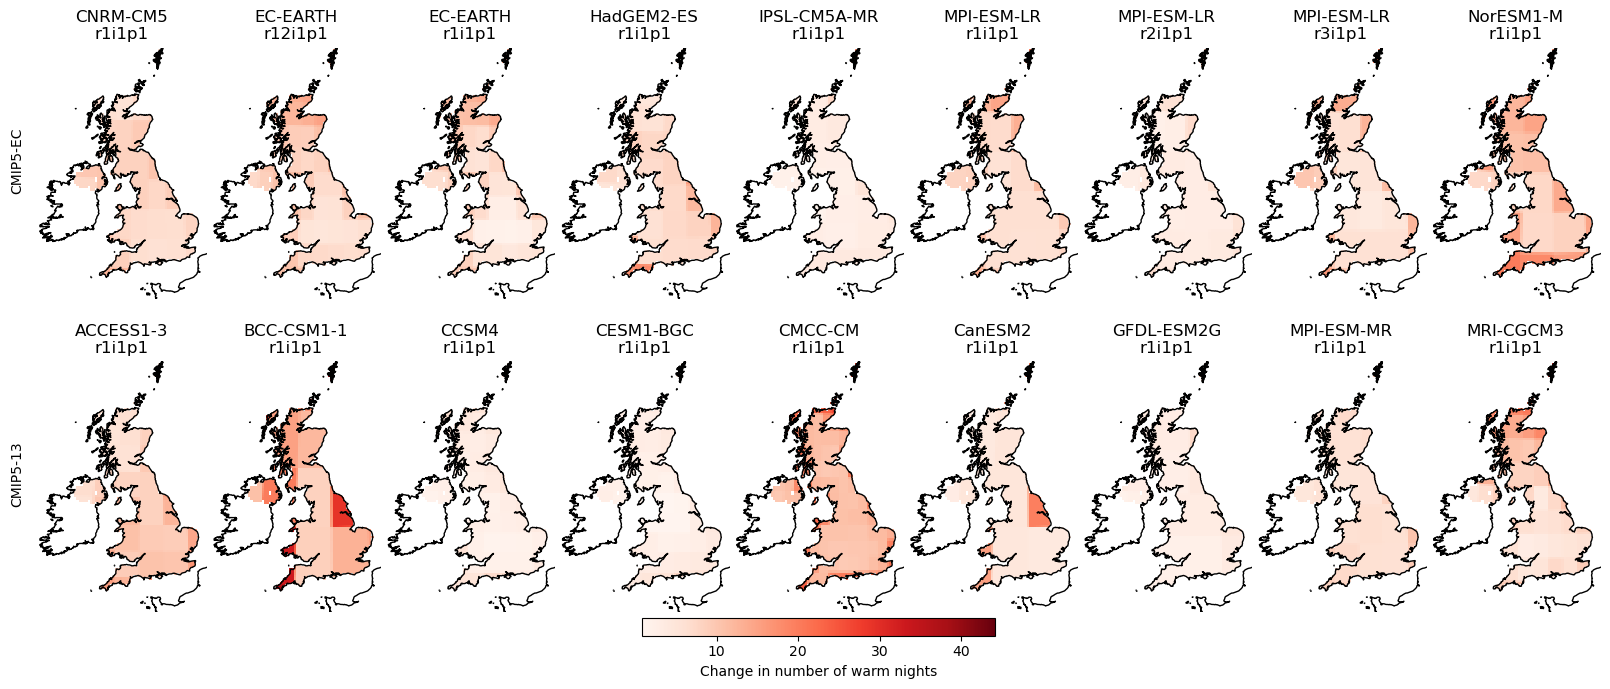 CNRM-CM5
r1i1p1
EC-EARTH
r12i1p1
EC-EARTH
r1i1p1
HadGEM2-ES
r1i1p1
IPSL-CM5A-MR
r1i1p1
MPI-ESM-LR
r1i1p1
MPI-ESM-LR
r2i1p1
MPI-ESM-LR
r3i1p1
NorESM1-M
r1i1p1
CMIP5-EC
ACCESS1-3
r1i1p1
BCC-CSM1-1
r1i1p1
CCSM4
r1i1p1
CESM1-BGC
r1i1p1
CMCC-CM
r1i1p1
CanESM2
r1i1p1
GFDL-ESM2G
r1i1p1
MPI-ESM-MR
r1i1p1
MRI-CGCM3
r1i1p1
CMIP5-13
10 20 30 40
Change in number of warm nights